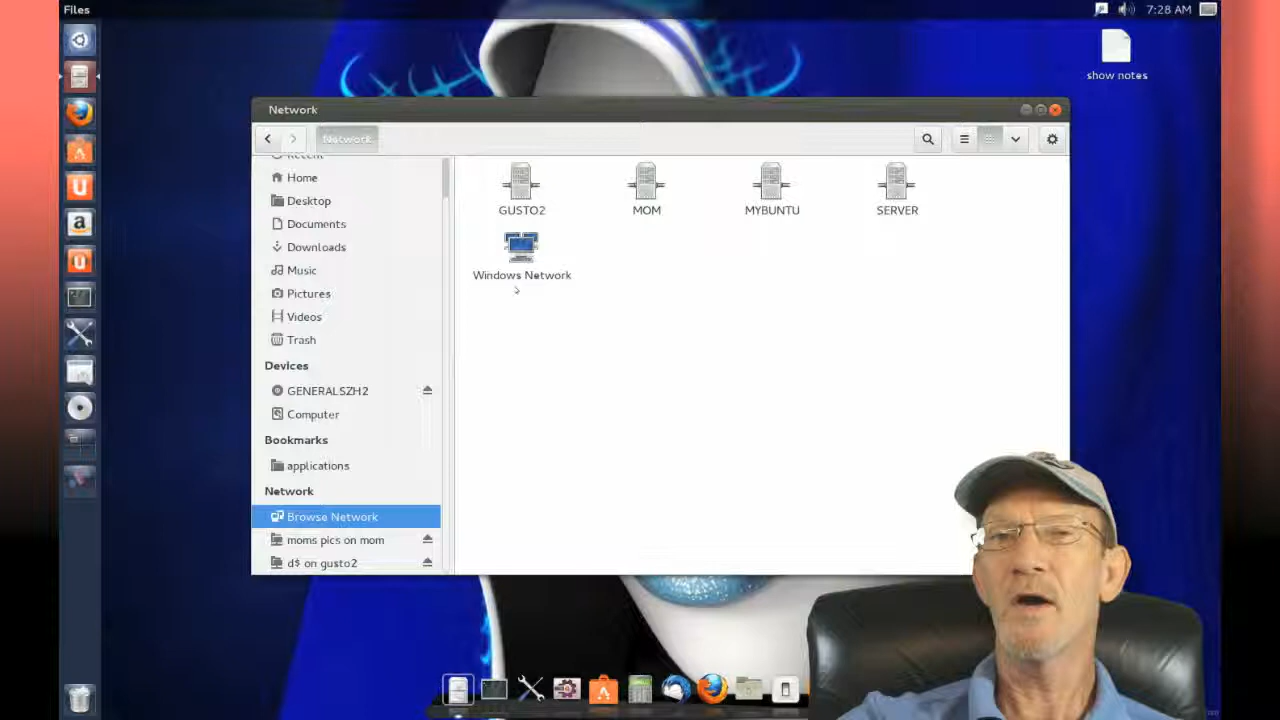 Files
7:28 AM
show notes
Network
Network
Recent
Home
Desktop
Documents
Downloads
Music
Pictures
Videos
Trash
Devices
GENERALSZH2
Computer
Bookmarks
applications
Network
Browse Network
moms pics on mom
d$ on gusto2
GUSTO2
MOM
MYBUNTU
SERVER
Windows Network